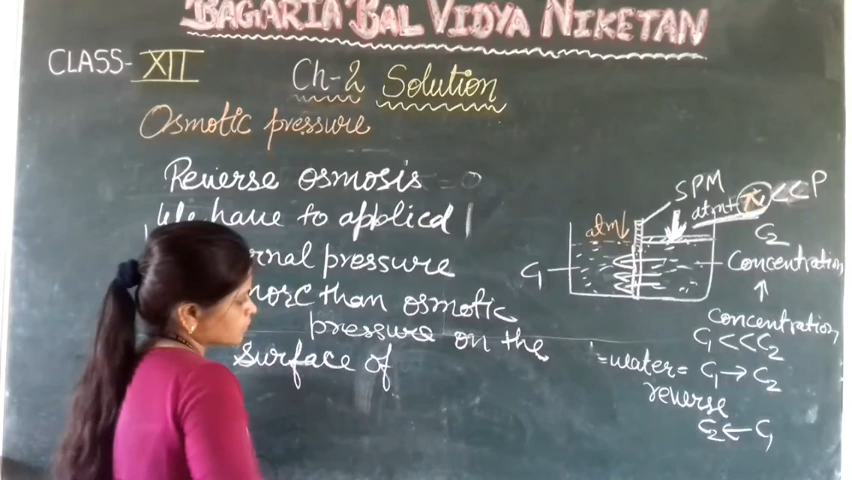 BAGARIA BAL VIDYA NIKETAN
CLASS- XII
Ch-2 Solution
Osmotic pressure
Reverse osmosis
We have to applied
rnal pressure
more than osmotic
pressure on the
surface of
SPM
atm
atm+ π << P
C1
C2
Concentration
↑
concentration
C1 << C2
water = C1 → C2
reverse
C2 ← C1